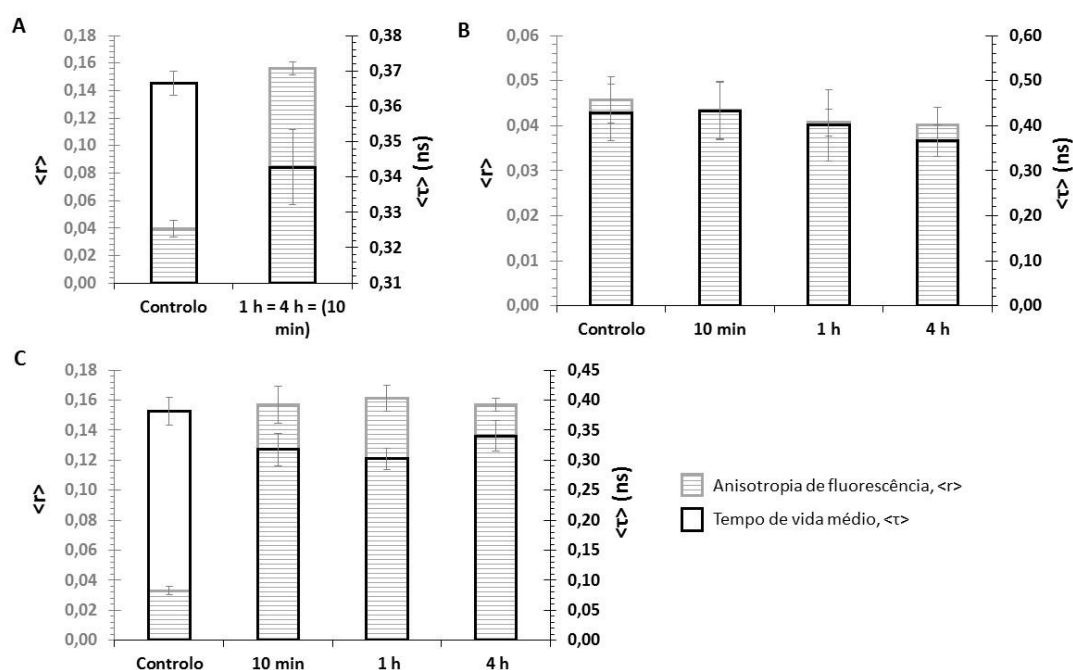 A
0,18
0,16
0,14
0,12
0,10
0,08
0,06
0,04
0,02
0,00
<r>
0,38
0,37
0,36
0,35
0,34
0,33
0,32
0,31
<τ> (ns)
Controlo
1 h = 4 h = (10
min)
B
0,06
0,05
0,04
0,03
0,02
0,01
0,00
<r>
0,60
0,50
0,40
0,30
0,20
0,10
0,00
<τ> (ns)
Controlo
10 min
1 h
4 h
C
0,18
0,16
0,14
0,12
0,10
0,08
0,06
0,04
0,02
0,00
<r>
0,45
0,40
0,35
0,30
0,25
0,20
0,15
0,10
0,05
0,00
<τ> (ns)
Controlo
10 min
1 h
4 h
Anisotropia de fluorescência, <r>
Tempo de vida médio, <τ>